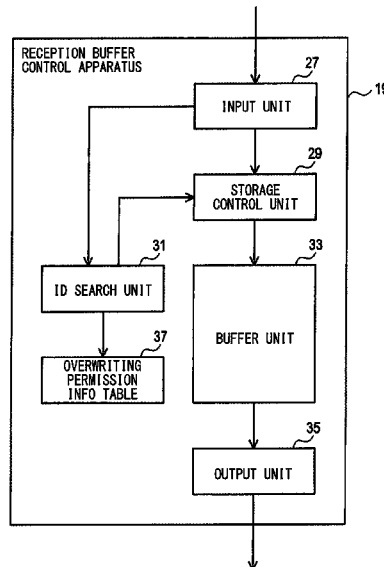 RECEPTION BUFFER
CONTROL APPARATUS
27
INPUT UNIT
19
29
STORAGE
CONTROL UNIT
31
ID SEARCH UNIT
33
BUFFER UNIT
37
OVERWRITING
PERMISSION
INFO TABLE
35
OUTPUT UNIT